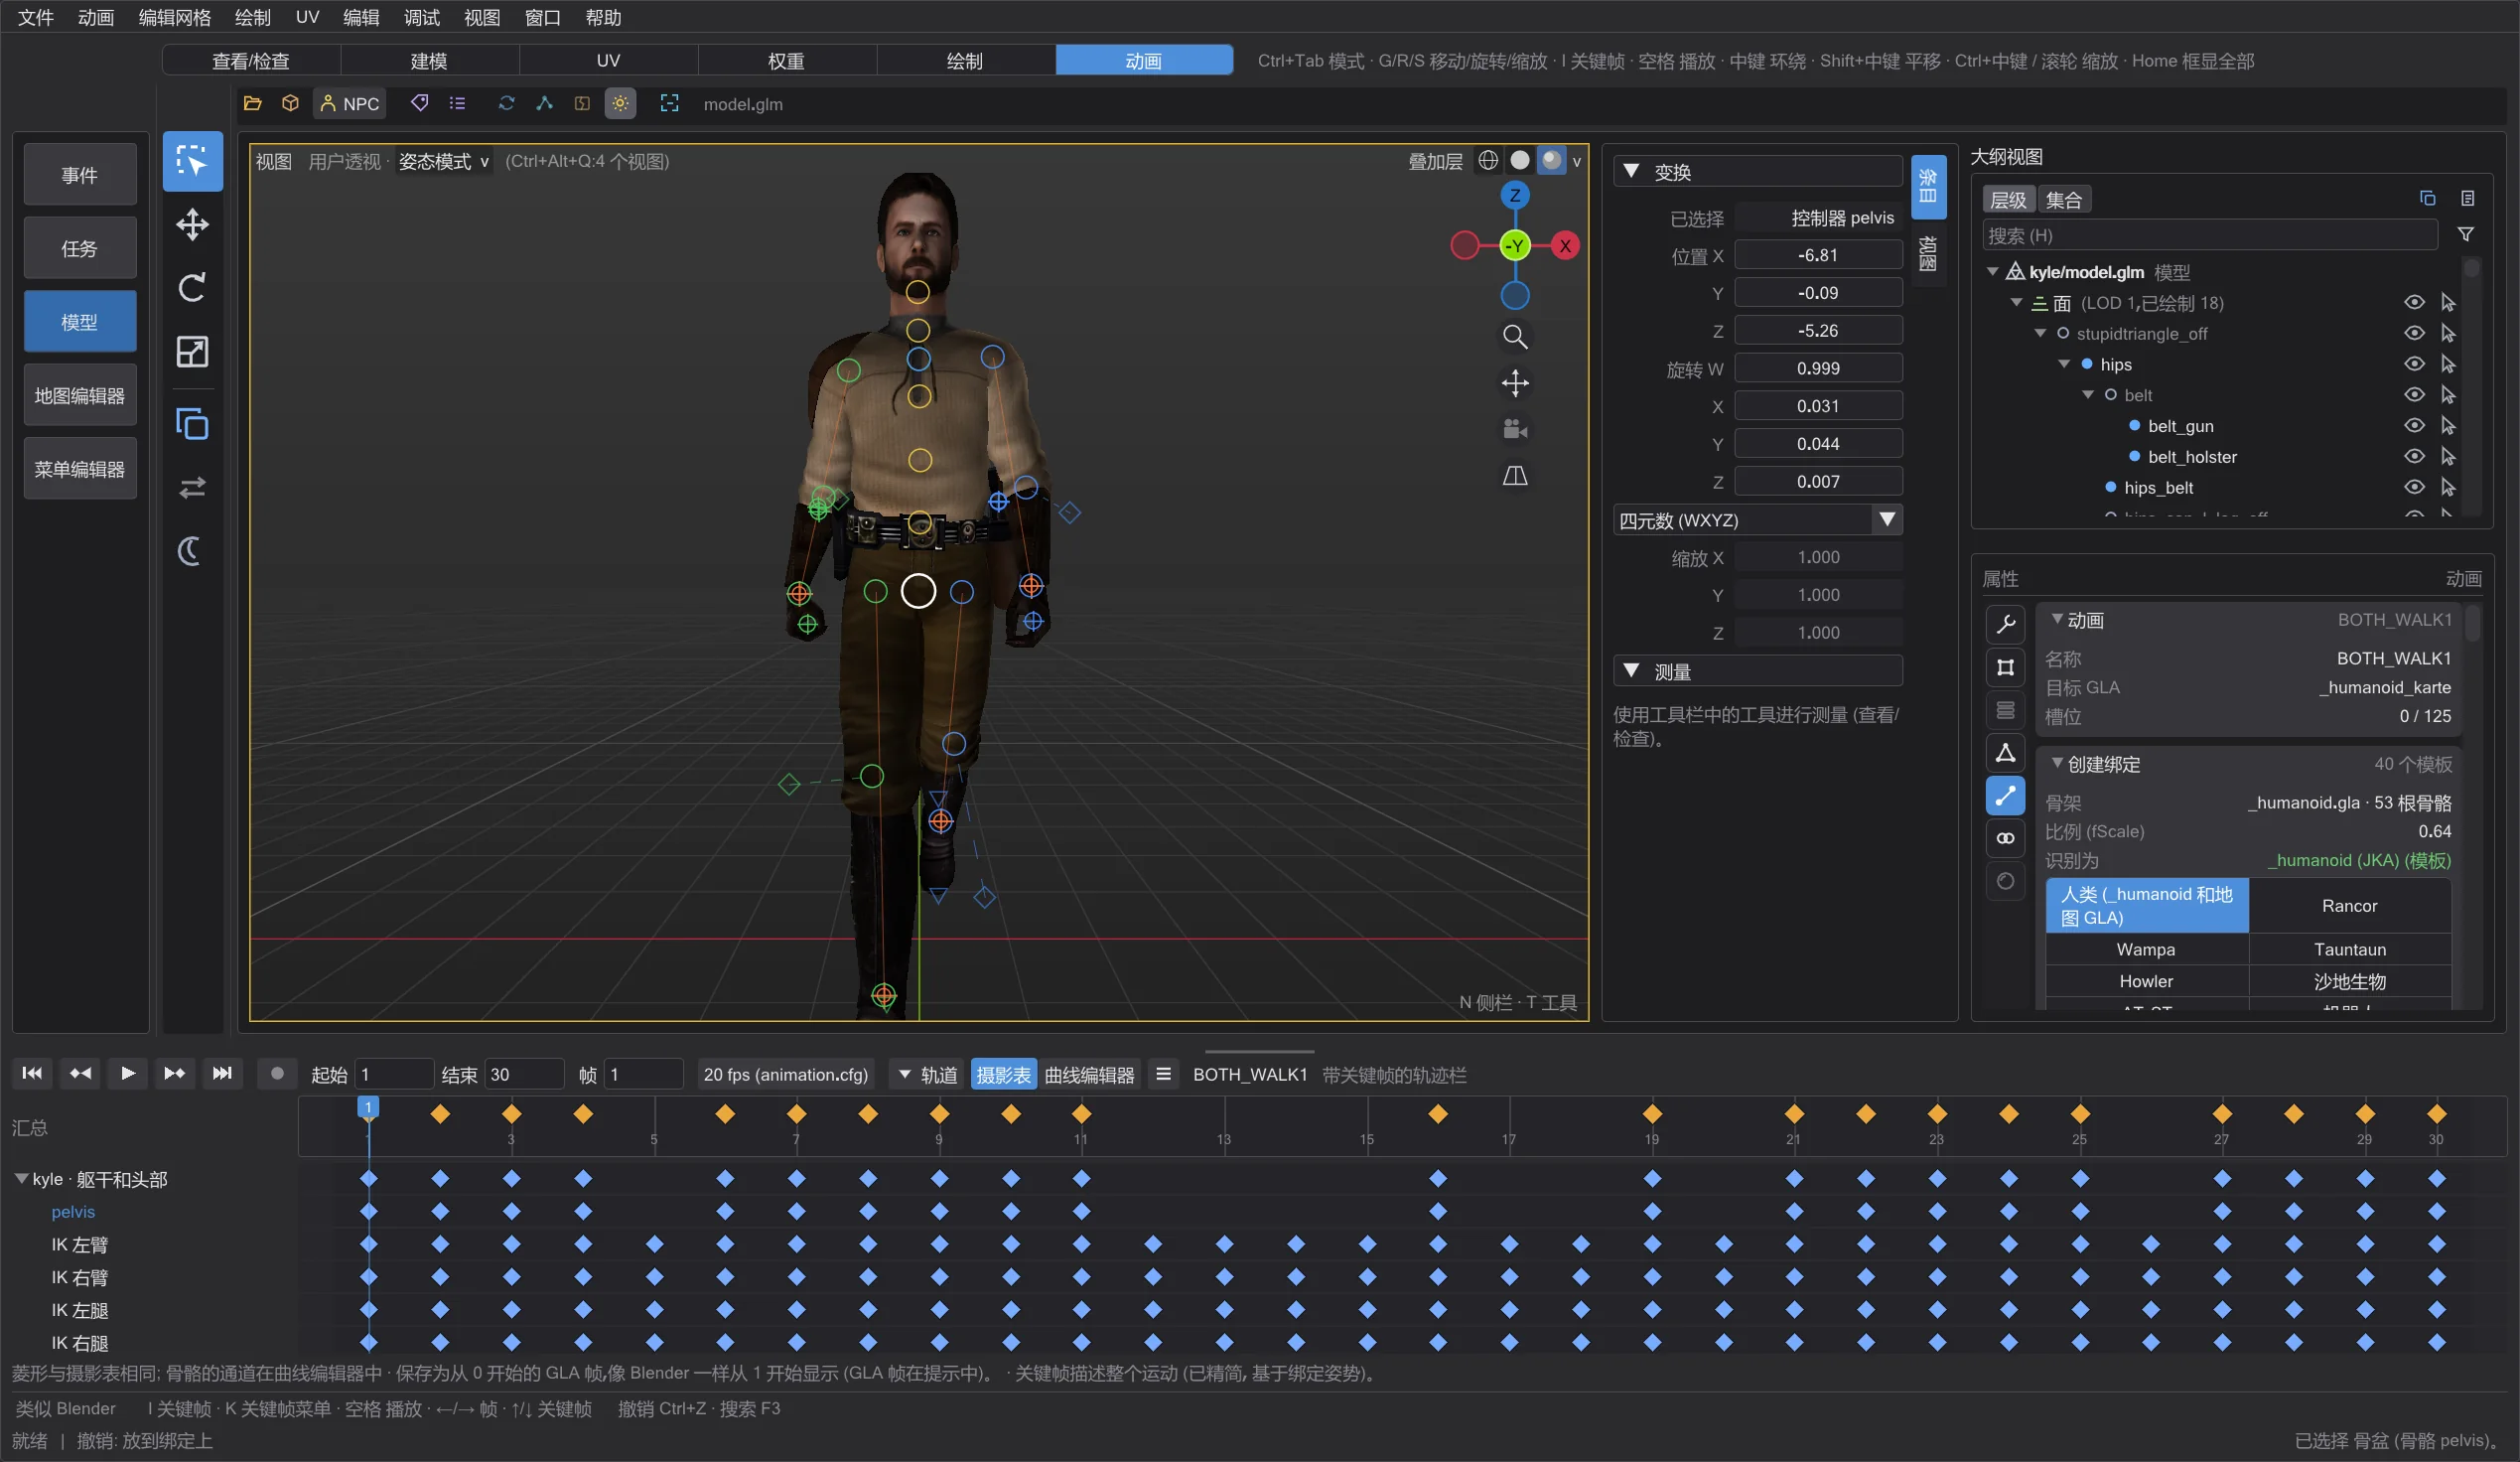 文件 动画 编辑网格 绘制 UV 编辑 调试 视图 窗口 帮助
查看/检查 建模 UV 权重 绘制 动画 Ctrl+Tab 模式 · G/R/S 移动/旋转/缩放 · I 关键帧 · 空格 播放 · 中键 环绕 · Shift+中键 平移 · Ctrl+中键 / 滚轮 缩放 · Home 框显全部
NPC model.glm
事件
任务
模型
地图编辑器
菜单编辑器
视图 用户透视 · 姿态模式 v (Ctrl+Alt+Q:4 个视图) 叠加层 v
Z
-Y X
N 侧栏 · T 工具
变换
已选择 控制器 pelvis
位置 X -6.81
Y -0.09
Z -5.26
旋转 W 0.999
X 0.031
Y 0.044
Z 0.007
四元数 (WXYZ)
缩放 X 1.000
Y 1.000
Z 1.000
测量
使用工具栏中的工具进行测量 (查看/
检查)。
条目
视图
大纲视图
层级 集合
搜索 (H)
kyle/model.glm 模型
面 (LOD 1,已绘制 18)
stupidtriangle_off
hips
belt
belt_gun
belt_holster
hips_belt
属性 动画
动画 BOTH_WALK1
名称 BOTH_WALK1
目标 GLA _humanoid_karte
槽位 0 / 125
创建绑定 40 个模板
骨架 _humanoid.gla · 53 根骨骼
比例 (fScale) 0.64
识别为 _humanoid (JKA) (模板)
人类 (_humanoid 和地
图 GLA) Rancor
Wampa Tauntaun
Howler 沙地生物
起始 1 结束 30 帧 1 20 fps (animation.cfg) 轨道 摄影表 曲线编辑器 BOTH_WALK1 带关键帧的轨迹栏
1
汇总 1 3 5 7 9 11 13 15 17 19 21 23 25 27 29 30
kyle · 躯干和头部
pelvis
IK 左臂
IK 右臂
IK 左腿
IK 右腿
菱形与摄影表相同; 骨骼的通道在曲线编辑器中 · 保存为从 0 开始的 GLA 帧,像 Blender 一样从 1 开始显示 (GLA 帧在提示中)。 · 关键帧描述整个运动 (已精简, 基于绑定姿势)。
类似 Blender I 关键帧 · K 关键帧菜单 · 空格 播放 · ←/→ 帧 · ↑/↓ 关键帧 撤销 Ctrl+Z · 搜索 F3
就绪 | 撤销: 放到绑定上 已选择 骨盆 (骨骼 pelvis)。